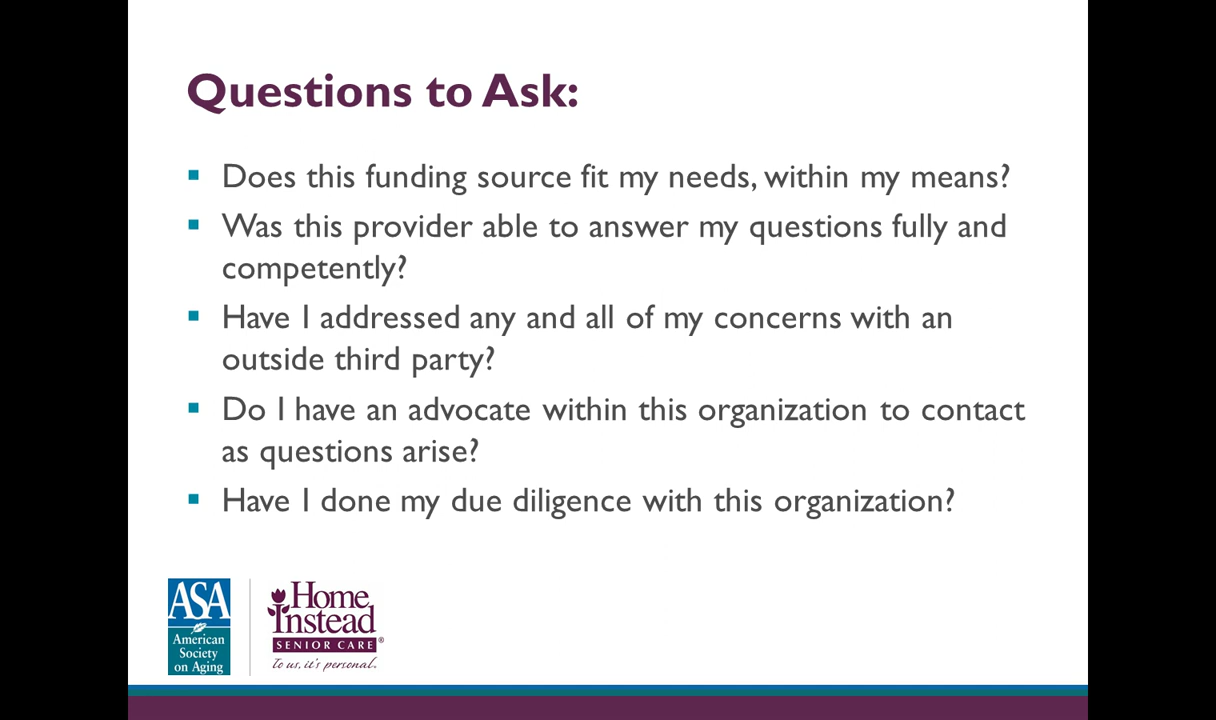 Questions to Ask:
Does this funding source fit my needs, within my means?
Was this provider able to answer my questions fully and
competently?
Have I addressed any and all of my concerns with an
outside third party?
Do I have an advocate within this organization to contact
as questions arise?
Have I done my due diligence with this organization?
ASA
American
Society
on Aging
Home
Instead
SENIOR CARE®
To us, it's personal.